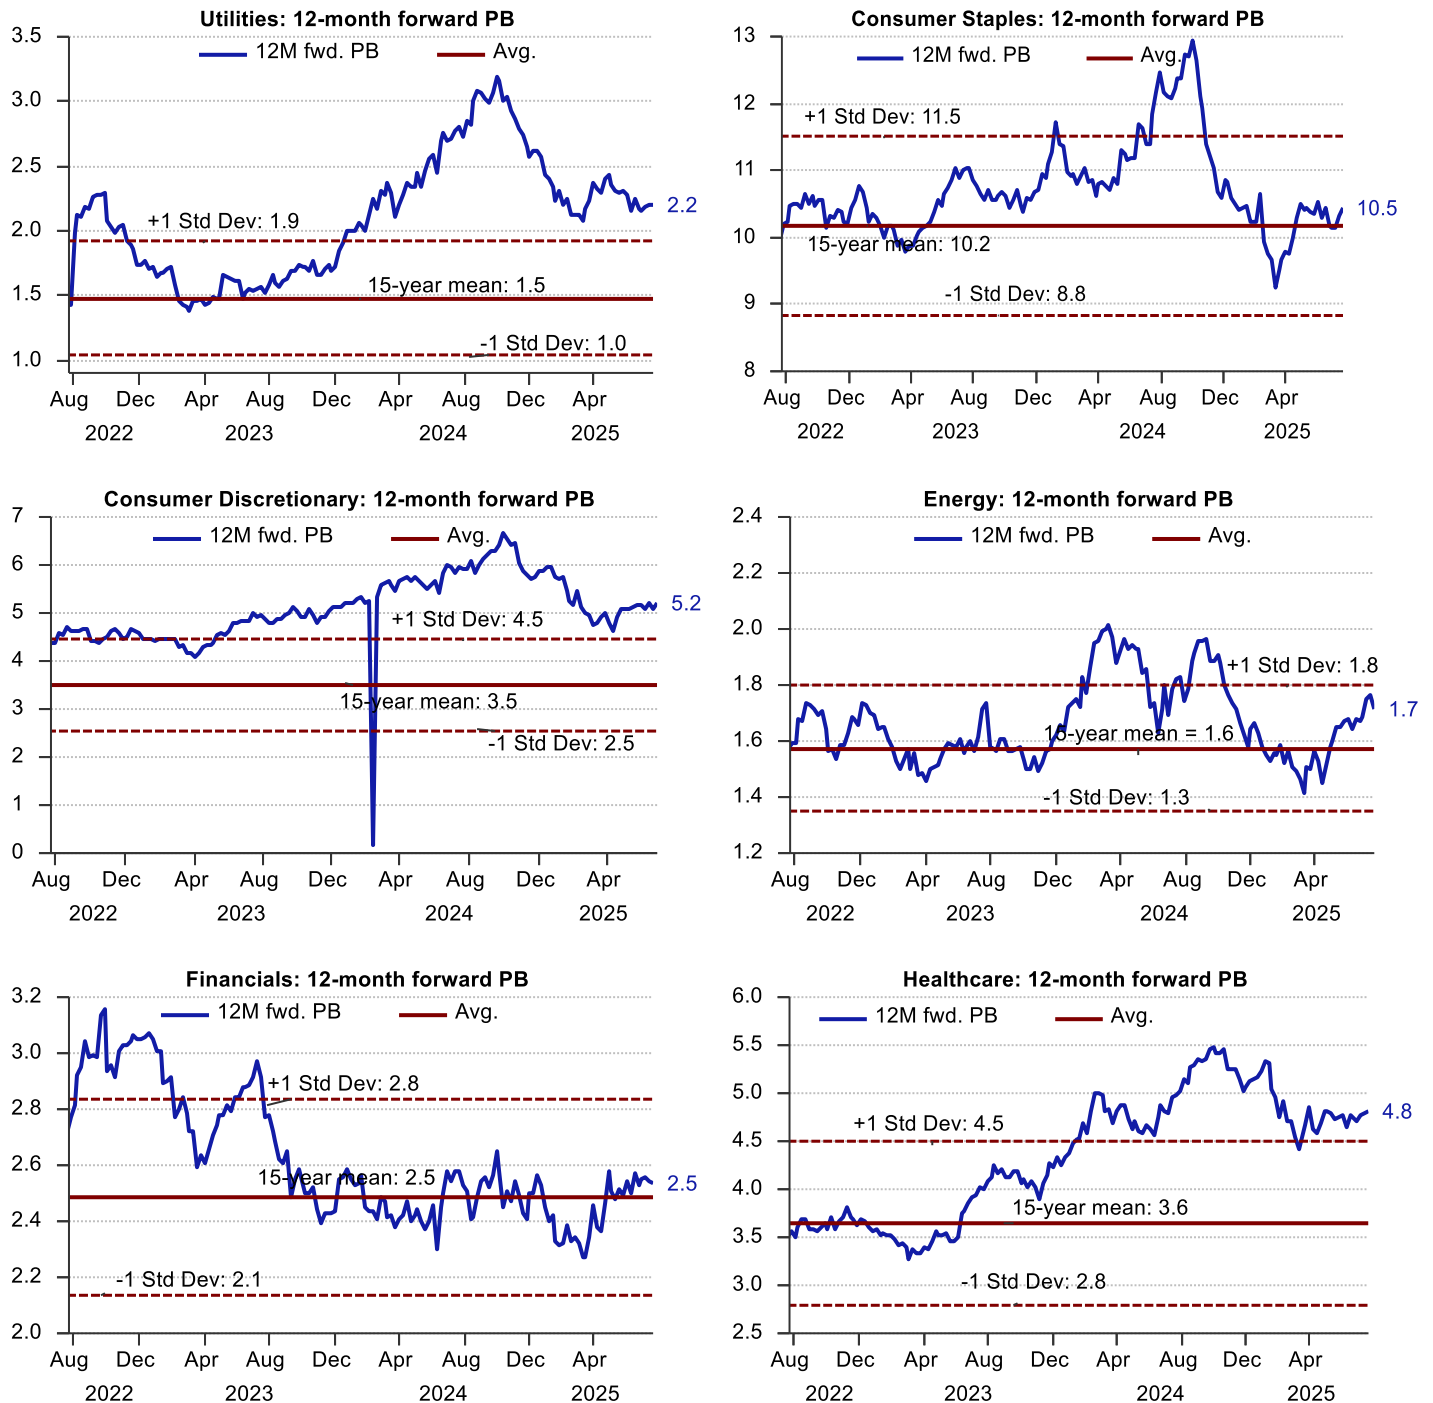 Utilities: 12-month forward PB
12M fwd. PB
Avg.
3.5
3.0
2.5
2.0
1.5
1.0
+1 Std Dev: 1.9
15-year mean: 1.5
-1 Std Dev: 1.0
2.2
Aug Dec Apr Aug Dec Apr Aug Dec Apr
2022 2023 2024 2025
Consumer Staples: 12-month forward PB
12M fwd. PB
Avg.
13
12
11
10
9
8
+1 Std Dev: 11.5
15-year mean: 10.2
-1 Std Dev: 8.8
10.5
Aug Dec Apr Aug Dec Apr Aug Dec Apr
2022 2023 2024 2025
Consumer Discretionary: 12-month forward PB
12M fwd. PB
Avg.
7
6
5
4
3
2
1
0
+1 Std Dev: 4.5
15-year mean: 3.5
-1 Std Dev: 2.5
5.2
Aug Dec Apr Aug Dec Apr Aug Dec Apr
2022 2023 2024 2025
Energy: 12-month forward PB
12M fwd. PB
Avg.
2.4
2.2
2.0
1.8
1.6
1.4
1.2
+1 Std Dev: 1.8
15-year mean = 1.6
-1 Std Dev: 1.3
1.7
Aug Dec Apr Aug Dec Apr Aug Dec Apr
2022 2023 2024 2025
Financials: 12-month forward PB
12M fwd. PB
Avg.
3.2
3.0
2.8
2.6
2.4
2.2
2.0
+1 Std Dev: 2.8
15-year mean: 2.5
-1 Std Dev: 2.1
2.5
Aug Dec Apr Aug Dec Apr Aug Dec Apr
2022 2023 2024 2025
Healthcare: 12-month forward PB
12M fwd. PB
Avg.
6.0
5.5
5.0
4.5
4.0
3.5
3.0
2.5
+1 Std Dev: 4.5
15-year mean: 3.6
-1 Std Dev: 2.8
4.8
Aug Dec Apr Aug Dec Apr Aug Dec Apr
2022 2023 2024 2025